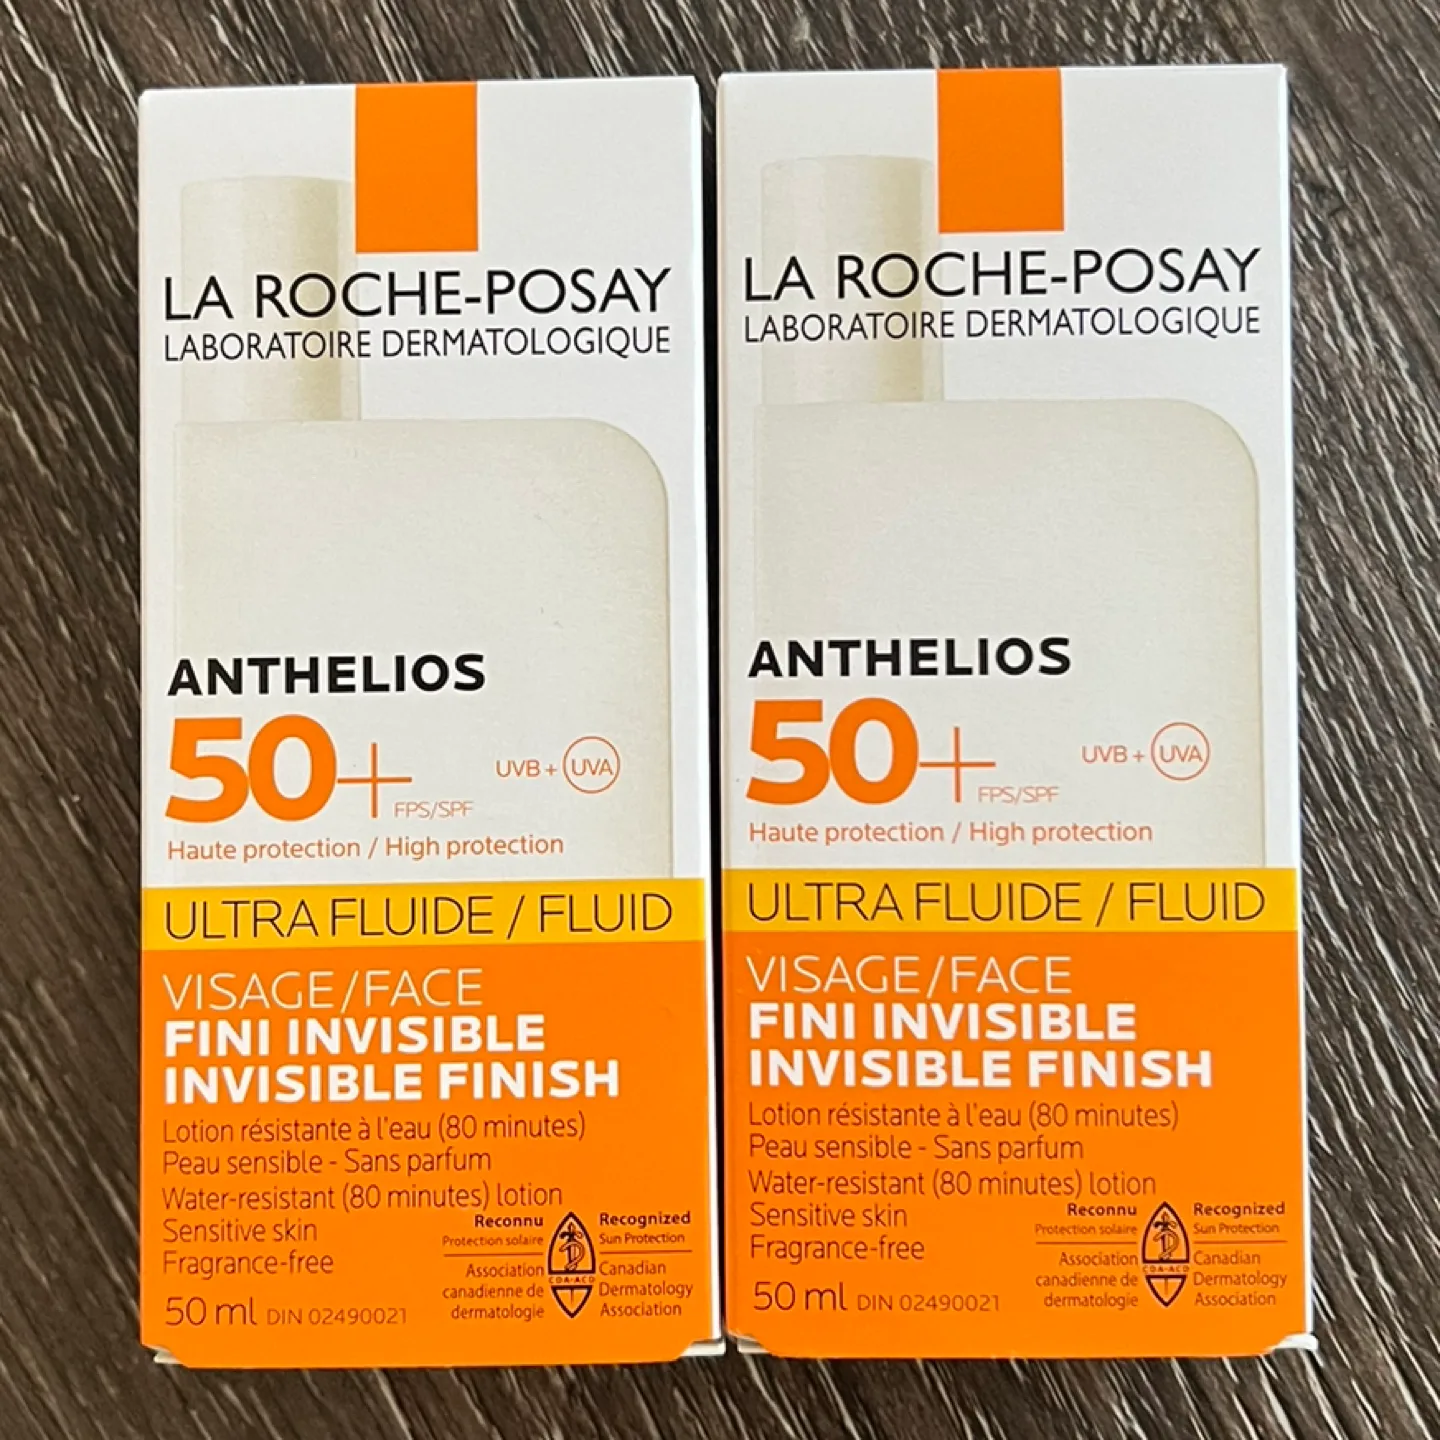 LA ROCHE-POSAY
LABORATOIRE DERMATOLOGIQUE
ANTHELIOS
50+
FPS/SPF
UVB + UVA
Haute protection / High protection
ULTRA FLUIDE / FLUID
VISAGE/FACE
FINI INVISIBLE
INVISIBLE FINISH
Lotion résistante à l'eau (80 minutes)
Peau sensible - Sans parfum
Water-resistant (80 minutes) lotion
Sensitive skin
Fragrance-free
50 ml DIN 02490021
Reconnu
Protection solaire
Association
canadienne de
dermatologie
CDA-ACD
Recognized
Sun Protection
Canadian
Dermatology
Association
LA ROCHE-POSAY
LABORATOIRE DERMATOLOGIQUE
ANTHELIOS
50+
FPS/SPF
UVB + UVA
Haute protection / High protection
ULTRA FLUIDE / FLUID
VISAGE/FACE
FINI INVISIBLE
INVISIBLE FINISH
Lotion résistante à l'eau (80 minutes)
Peau sensible - Sans parfum
Water-resistant (80 minutes) lotion
Sensitive skin
Fragrance-free
50 ml DIN 02490021
Reconnu
Protection solaire
Association
canadienne de
dermatologie
CDA-ACD
Recognized
Sun Protection
Canadian
Dermatology
Association